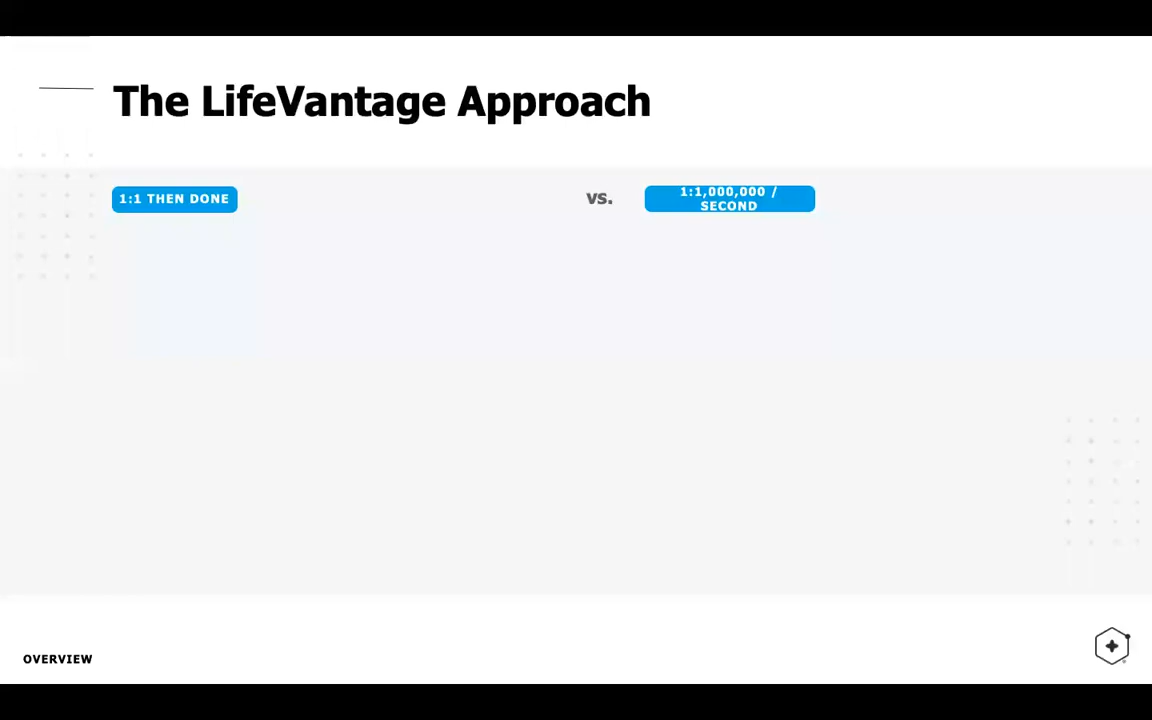 The LifeVantage Approach
1:1 THEN DONE
VS.
1:1,000,000 /
SECOND
OVERVIEW